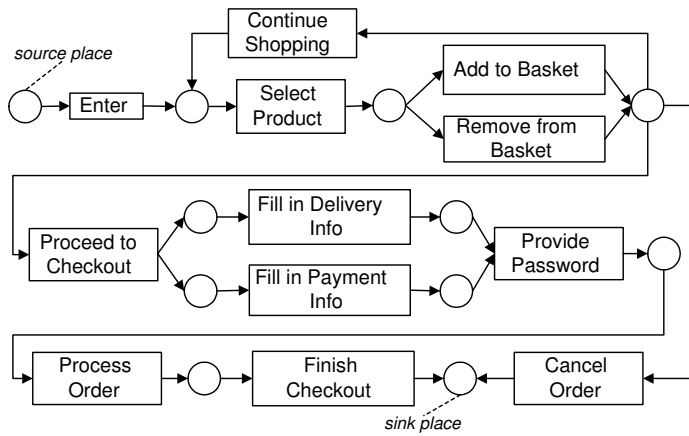 Continue
Shopping
source place
Enter
Select
Product
Add to Basket
Remove from
Basket
Proceed to
Checkout
Fill in Delivery
Info
Fill in Payment
Info
Provide
Password
Process
Order
Finish
Checkout
Cancel
Order
sink place